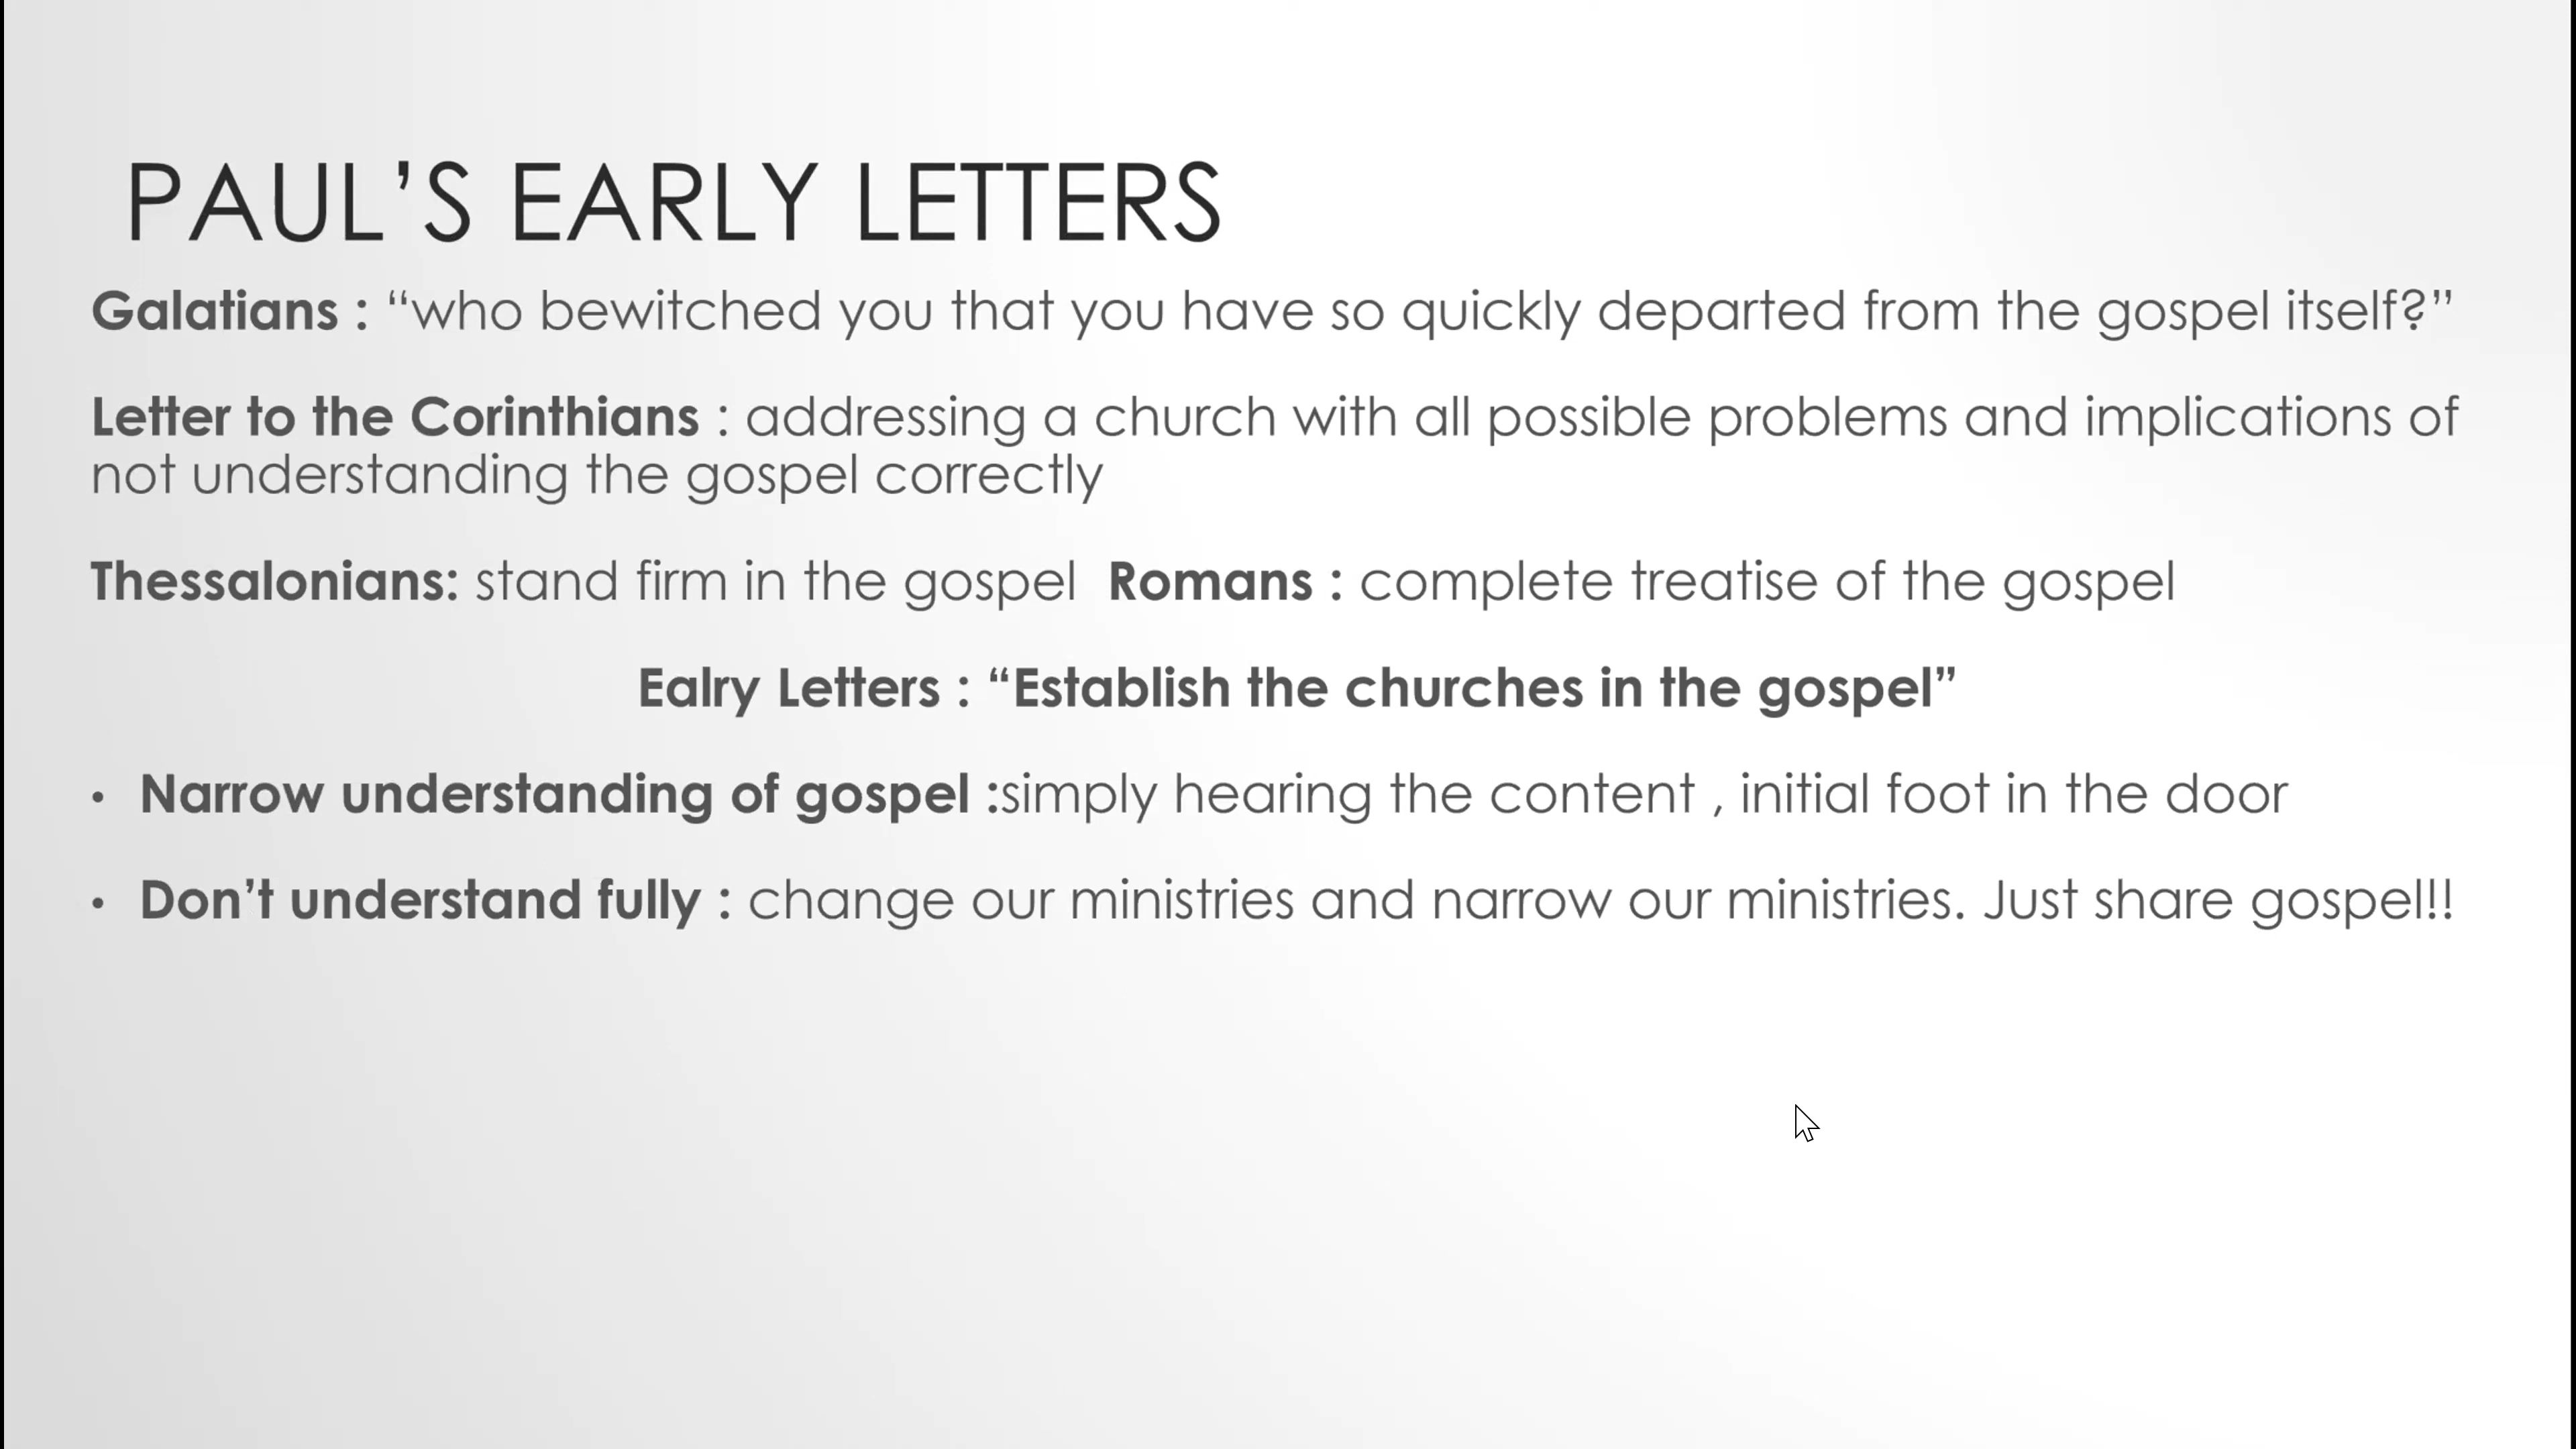 PAUL’S EARLY LETTERS
Galatians : “who bewitched you that you have so quickly departed from the gospel itself?”
Letter to the Corinthians : addressing a church with all possible problems and implications of
not understanding the gospel correctly
Thessalonians: stand firm in the gospel  Romans : complete treatise of the gospel
Ealry Letters : “Establish the churches in the gospel”
• Narrow understanding of gospel :simply hearing the content , initial foot in the door
• Don’t understand fully : change our ministries and narrow our ministries. Just share gospel!!